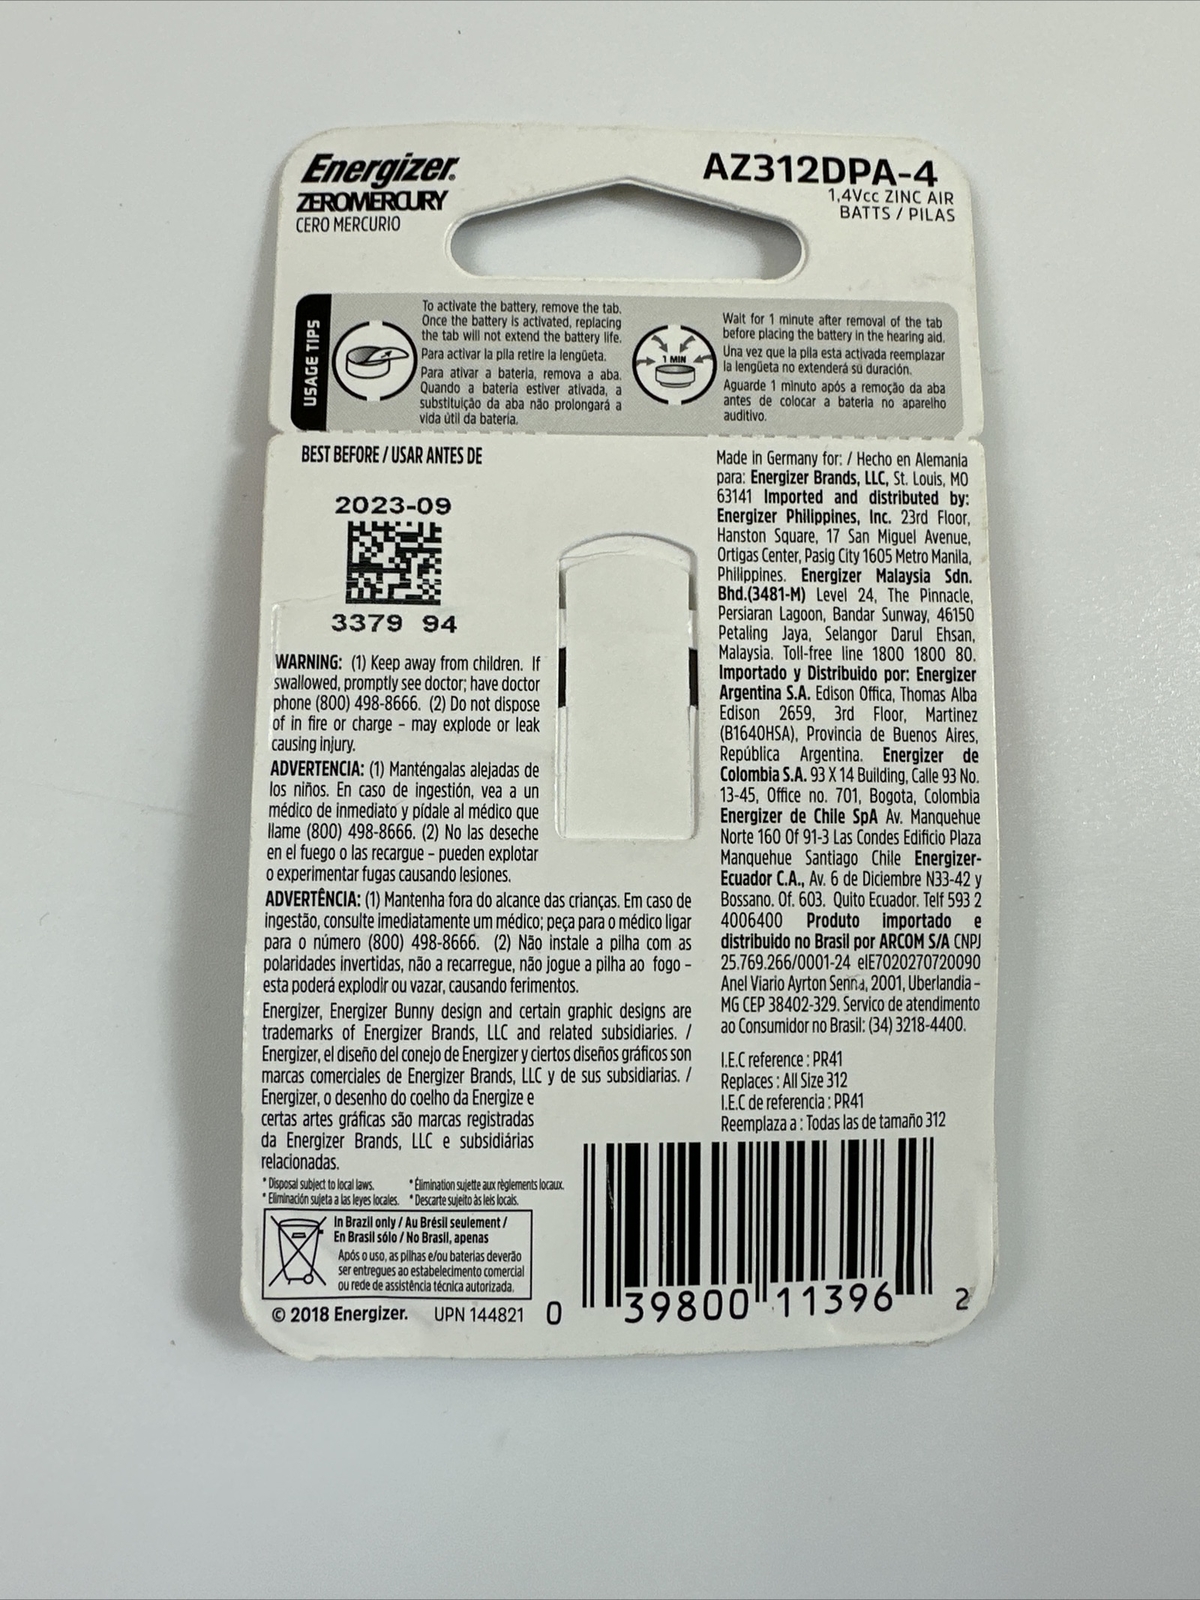 Energizer.
ZEROMERCURY
CERO MERCURIO
AZ312DPA-4
1,4Vcc ZINC AIR
BATTS / PILAS
USAGE TIPS
To activate the battery, remove the tab.
Once the battery is activated, replacing
the tab will not extend the battery life.
Para activar la pila retire la lengüeta.
Para ativar a bateria, remova a aba.
Quando a bateria estiver ativada, a
substituição da aba não prolongará a
vida útil da bateria.
1 MIN
Wait for 1 minute after removal of the tab
before placing the battery in the hearing aid.
Una vez que la pila esta activada reemplazar
la lengüeta no extenderá su duración.
Aguarde 1 minuto após a remoção da aba
antes de colocar a bateria no aparelho
auditivo.
BEST BEFORE / USAR ANTES DE
2023-09
3379 94
WARNING: (1) Keep away from children. If
swallowed, promptly see doctor; have doctor
phone (800) 498-8666. (2) Do not dispose
of in fire or charge – may explode or leak
causing injury.
ADVERTENCIA: (1) Manténgalas alejadas de
los niños. En caso de ingestión, vea a un
médico de inmediato y pídale al médico que
llame (800) 498-8666. (2) No las deseche
en el fuego o las recargue – pueden explotar
o experimentar fugas causando lesiones.
ADVERTÊNCIA: (1) Mantenha fora do alcance das crianças. Em caso de
ingestão, consulte imediatamente um médico; peça para o médico ligar
para o número (800) 498-8666. (2) Não instale a pilha com as
polaridades invertidas, não a recarregue, não jogue a pilha ao fogo –
esta poderá explodir ou vazar, causando ferimentos.
Energizer, Energizer Bunny design and certain graphic designs are
trademarks of Energizer Brands, LLC and related subsidiaries. /
Energizer, el diseño del conejo de Energizer y ciertos diseños gráficos son
marcas comerciales de Energizer Brands, LLC y de sus subsidiarias. /
Energizer, o desenho do coelho da Energize e
certas artes gráficas são marcas registradas
da Energizer Brands, LLC e subsidiárias
relacionadas.
* Disposal subject to local laws. * Élimination sujette aux règlements locaux.
* Eliminación sujeta a las leyes locales. * Descarte sujeito às leis locais.
In Brazil only / Au Brésil seulement /
En Brasil sólo / No Brasil, apenas
Após o uso, as pilhas e/ou baterias deverão
ser entregues ao estabelecimento comercial
ou rede de assistência técnica autorizada.
© 2018 Energizer. UPN 144821
Made in Germany for: / Hecho en Alemania
para: Energizer Brands, LLC, St. Louis, MO
63141 Imported and distributed by:
Energizer Philippines, Inc. 23rd Floor,
Hanston Square, 17 San Miguel Avenue,
Ortigas Center, Pasig City 1605 Metro Manila,
Philippines. Energizer Malaysia Sdn.
Bhd.(3481-M) Level 24, The Pinnacle,
Persiaran Lagoon, Bandar Sunway, 46150
Petaling Jaya, Selangor Darul Ehsan,
Malaysia. Toll-free line 1800 1800 80.
Importado y Distribuido por: Energizer
Argentina S.A. Edison Offica, Thomas Alba
Edison 2659, 3rd Floor, Martinez
(B1640HSA), Provincia de Buenos Aires,
República Argentina. Energizer de
Colombia S.A. 93 X 14 Building, Calle 93 No.
13-45, Office no. 701, Bogota, Colombia
Energizer de Chile SpA Av. Manquehue
Norte 160 Of 91-3 Las Condes Edificio Plaza
Manquehue Santiago Chile Energizer-
Ecuador C.A., Av. 6 de Diciembre N33-42 y
Bossano. Of. 603. Quito Ecuador. Telf 593 2
4006400 Produto importado e
distribuido no Brasil por ARCOM S/A CNPJ
25.769.266/0001-24 eIE7020270720090
Anel Viario Ayrton Senna, 2001, Uberlandia –
MG CEP 38402-329. Servico de atendimento
ao Consumidor no Brasil: (34) 3218-4400.
I.E.C reference : PR41
Replaces : All Size 312
I.E.C de referencia : PR41
Reemplaza a : Todas las de tamaño 312
0 39800 11396 2